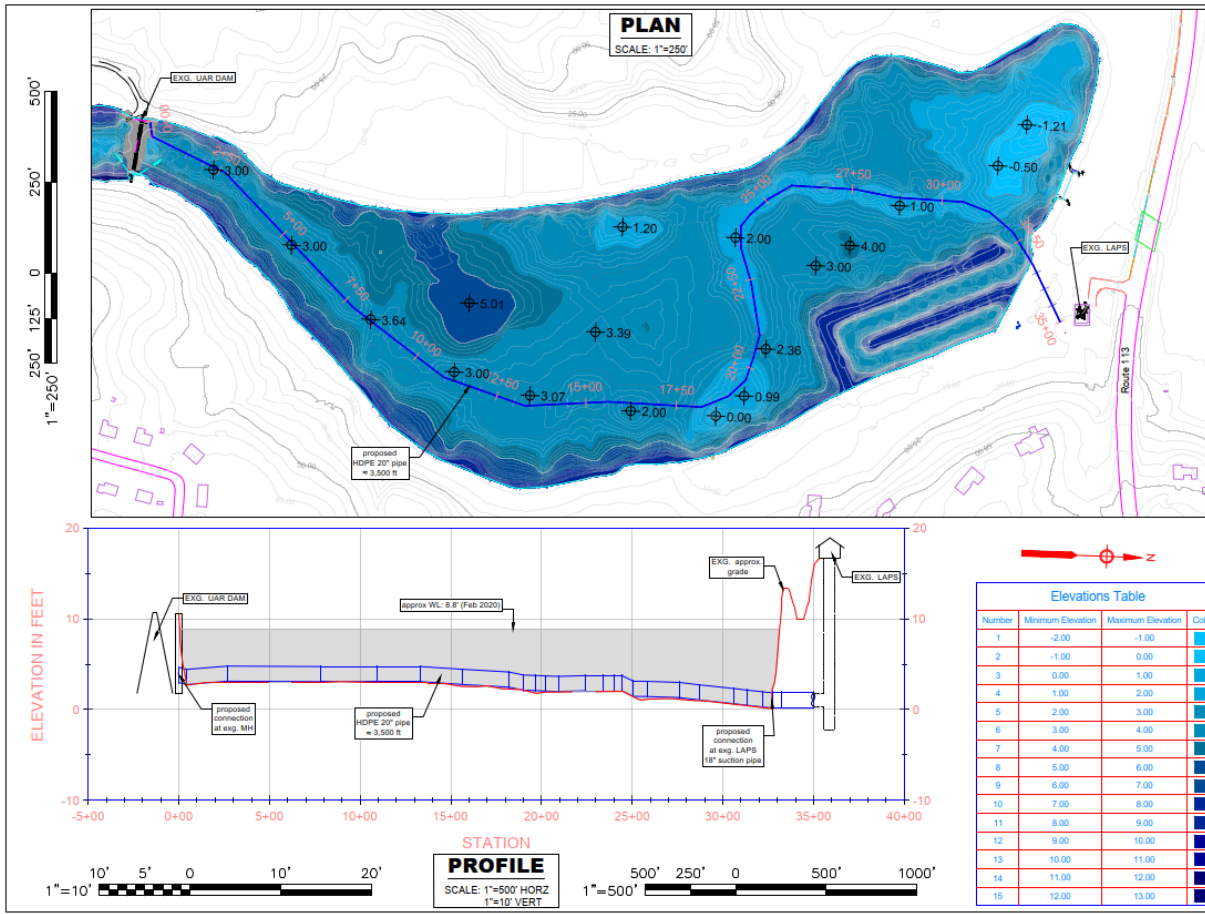 PLAN
SCALE: 1"=250'
500'
250'
0
125'
250'
1"=250'
EXG. UAR DAM
0+00
2+50
3.00
5+00
3.00
7+50
3.64
10+00
3.00
12+50
3.07
15+00
2.00
17+50
0.00
0.99
20+00
2.36
22+50
2.00
25+00
27+50
1.00
30+00
35+00
5.01
3.39
1.20
3.00
4.00
-1.21
-0.50
EXG. LAPS
Route 113
proposed
HDPE 20" pipe
≈ 3,500 ft
ELEVATION IN FEET
20
10
0
-10
20
10
0
-10
EXG. UAR DAM
approx WL: 8.8' (Feb 2020)
EXG. approx.
grade
EXG. LAPS
proposed
connection
at exg. MH
proposed
HDPE 20" pipe
≈ 3,500 ft
proposed
connection
at exg. LAPS
18" suction pipe
-5+00 0+00 5+00 10+00 15+00 20+00 25+00 30+00 35+00 40+00
STATION
PROFILE
SCALE: 1"=500' HORZ
1"=10' VERT
10' 5' 0 10' 20'
1"=10'
500' 250' 0 500' 1000'
1"=500'
N
Elevations Table
Number Minimum Elevation Maximum Elevation Col
1 -2.00 -1.00
2 -1.00 0.00
3 0.00 1.00
4 1.00 2.00
5 2.00 3.00
6 3.00 4.00
7 4.00 5.00
8 5.00 6.00
9 6.00 7.00
10 7.00 8.00
11 8.00 9.00
12 9.00 10.00
13 10.00 11.00
14 11.00 12.00
15 12.00 13.00